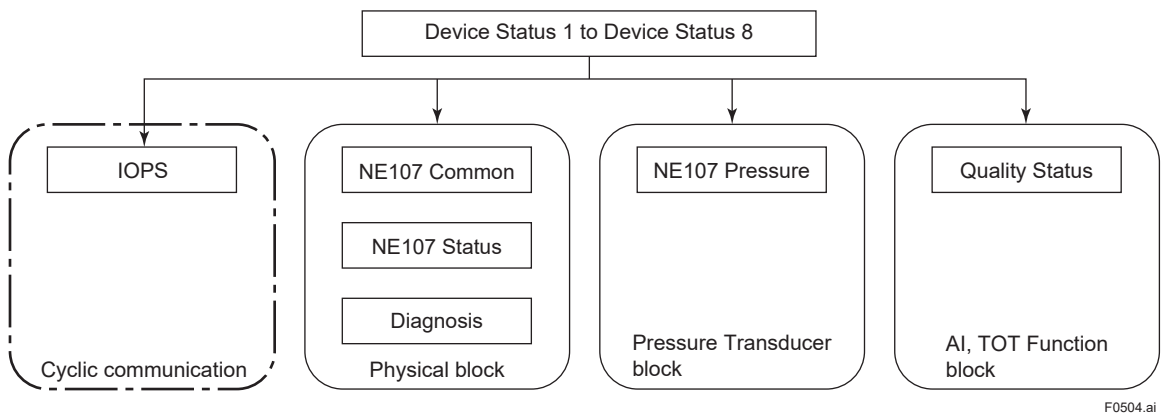 Device Status 1 to Device Status 8
IOPS
NE107 Common
NE107 Status
Diagnosis
NE107 Pressure
Quality Status
Cyclic communication
Physical block
Pressure Transducer
block
AI, TOT Function
block
F0504.ai